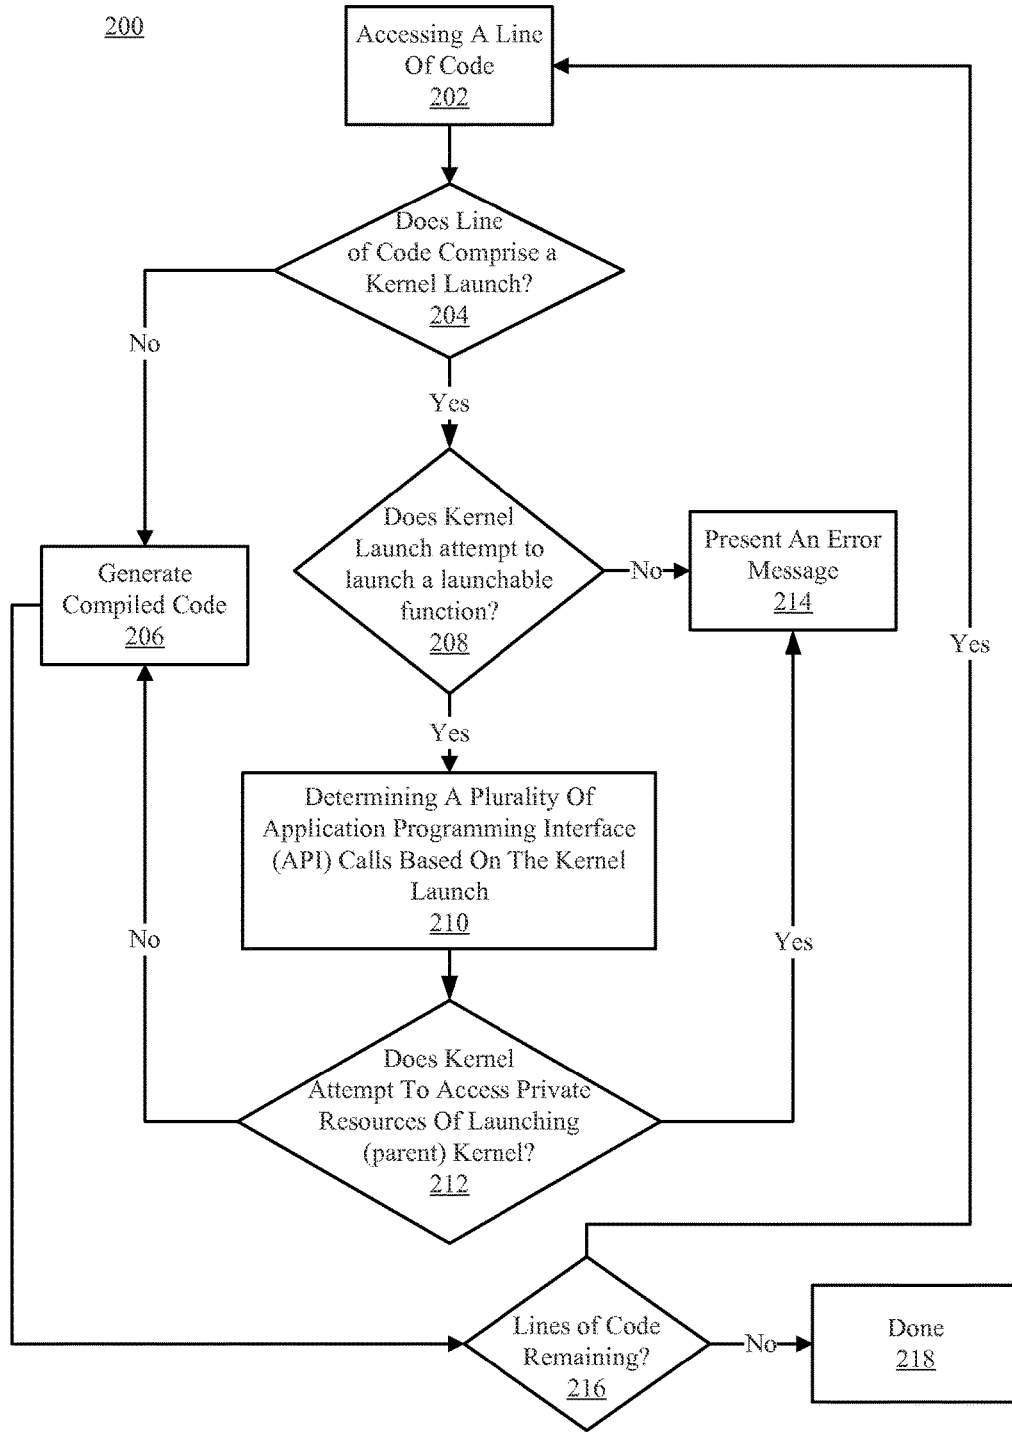 200
Accessing A Line
Of Code
202
Does Line
of Code Comprise a
Kernel Launch?
204
No
Yes
Does Kernel
Launch attempt to
launch a launchable
function?
208
No
Present An Error
Message
214
Generate
Compiled Code
206
Yes
Yes
Determining A Plurality Of
Application Programming Interface
(API) Calls Based On The Kernel
Launch
210
No
Yes
Does Kernel
Attempt To Access Private
Resources Of Launching
(parent) Kernel?
212
Lines of Code
Remaining?
216
No
Done
218